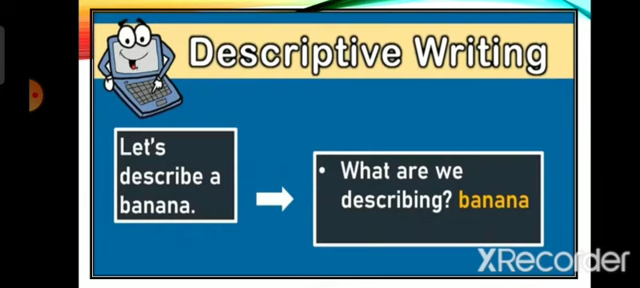 Descriptive Writing
Let's
describe a
banana.
• What are we
describing? banana
XRecorder